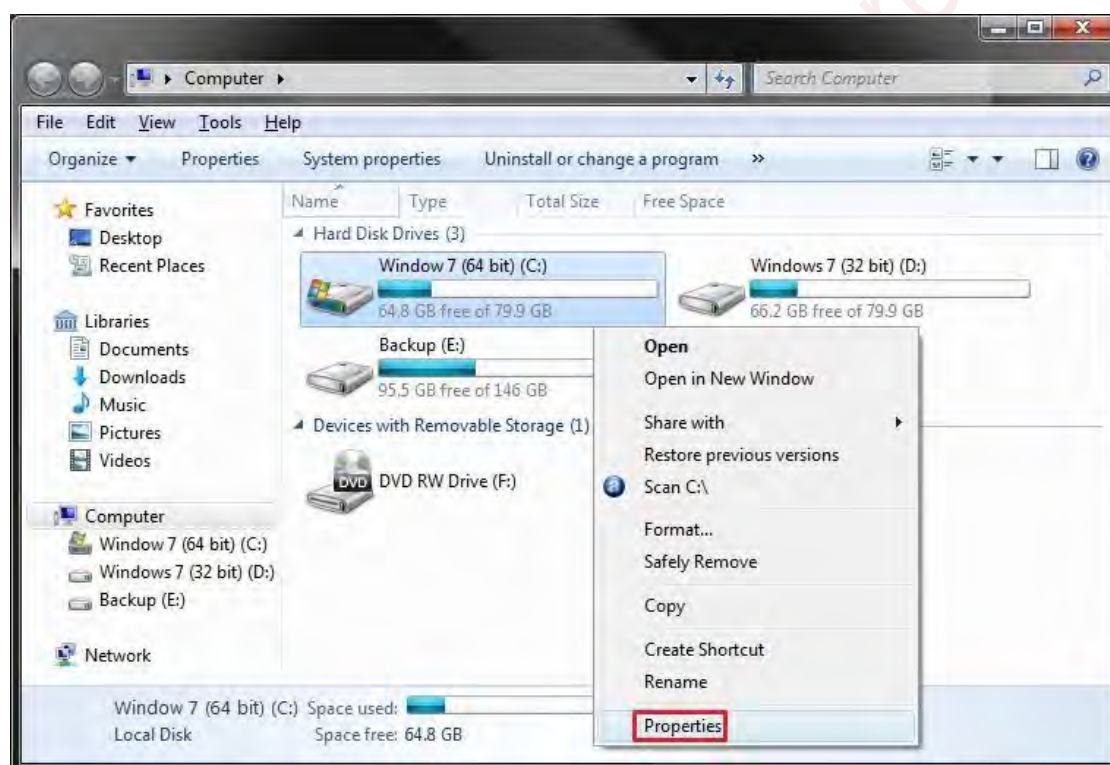 Computer
Search Computer
File Edit View Tools Help
Organize Properties System properties Uninstall or change a program »
Name Type Total Size Free Space
Favorites
Desktop
Recent Places
Libraries
Documents
Downloads
Music
Pictures
Videos
Computer
Window 7 (64 bit) (C:)
Windows 7 (32 bit) (D:)
Backup (E:)
Network
Hard Disk Drives (3)
Window 7 (64 bit) (C:)
64.8 GB free of 79.9 GB
Windows 7 (32 bit) (D:)
66.2 GB free of 79.9 GB
Backup (E:)
95.5 GB free of 146 GB
Devices with Removable Storage (1)
DVD
DVD RW Drive (F:)
Open
Open in New Window
Share with
Restore previous versions
Scan C:\
Format...
Safely Remove
Copy
Create Shortcut
Rename
Properties
Window 7 (64 bit) (C:) Space used:
Local Disk Space free: 64.8 GB